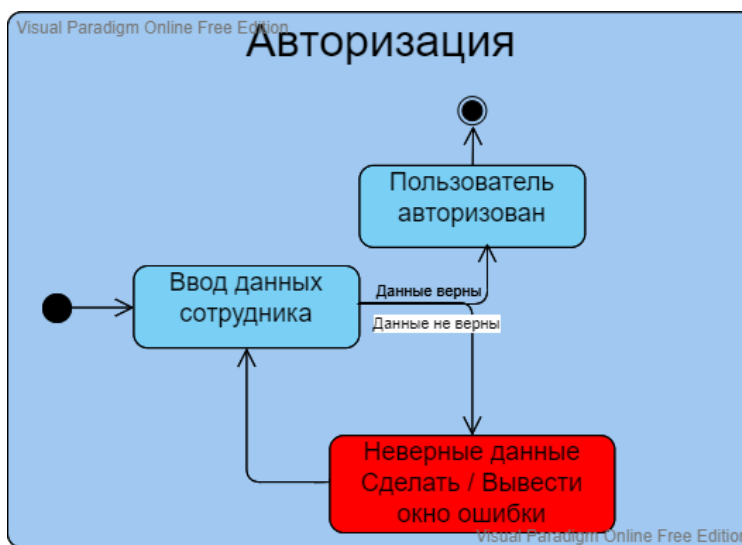 Visual Paradigm Online Free Edition
Авторизация
Пользователь
авторизован
Ввод данных
сотрудника
Данные верны
Данные не верны
Неверные данные
Сделать / Вывести
окно ошибки
Visual Paradigm Online Free Edition